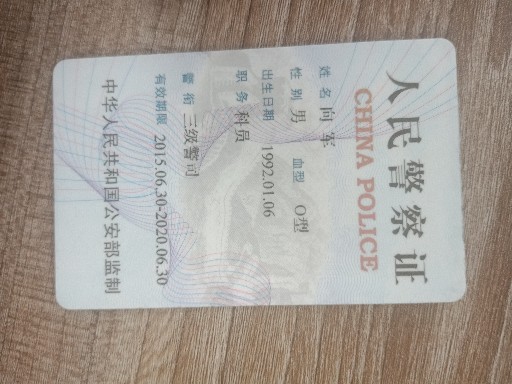 人民警察证
CHINA POLICE
姓名 向军
性别 男 血型 O型
出生日期 1992.01.06
职务 科员
警衔 三级警司
有效期限 2015.06.30-2020.06.30
中华人民共和国公安部监制